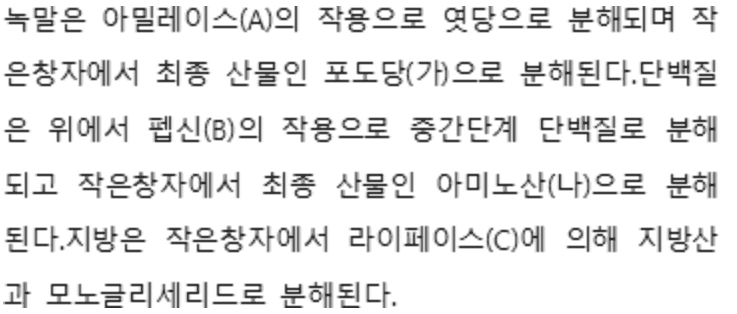 녹말은 아밀레이스(A)의 작용으로 엿당으로 분해되며 작
은창자에서 최종 산물인 포도당(가)으로 분해된다.단백질
은 위에서 펩신(B)의 작용으로 중간단계 단백질로 분해
되고 작은창자에서 최종 산물인 아미노산(나)으로 분해
된다.지방은 작은창자에서 라이페이스(C)에 의해 지방산
과 모노글리세리드로 분해된다.